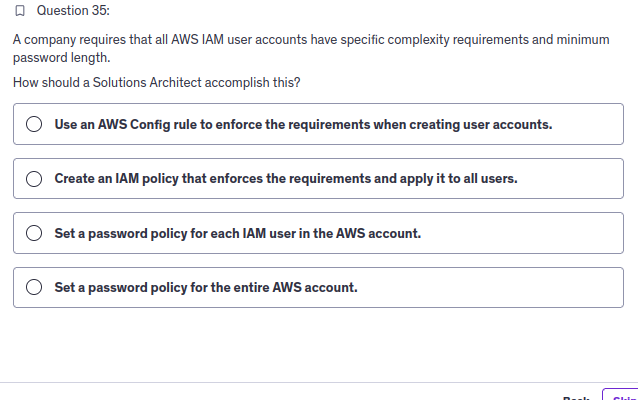 Question 35:
A company requires that all AWS IAM user accounts have specific complexity requirements and minimum
password length.
How should a Solutions Architect accomplish this?
Use an AWS Config rule to enforce the requirements when creating user accounts.
Create an IAM policy that enforces the requirements and apply it to all users.
Set a password policy for each IAM user in the AWS account.
Set a password policy for the entire AWS account.